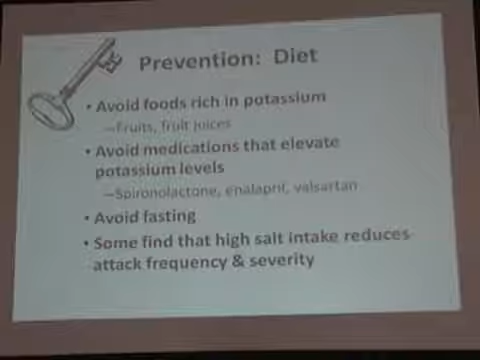 Prevention: Diet
• Avoid foods rich in potassium
–Fruits, fruit juices
• Avoid medications that elevate
potassium levels
–Spironolactone, enalapril, valsartan
• Avoid fasting
• Some find that high salt intake reduces
attack frequency & severity